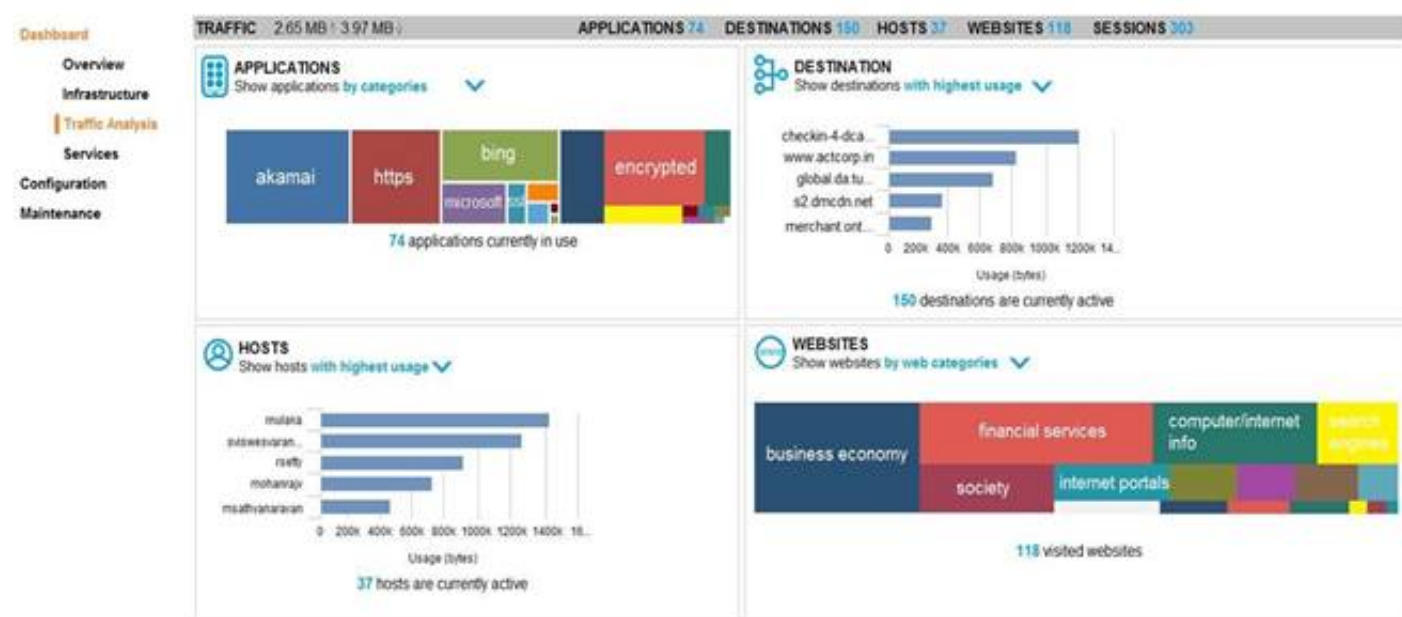 Dashboard
Overview
Infrastructure
Traffic Analysis
Services
Configuration
Maintenance
TRAFFIC 2.65 MB↑ 3.97 MB↓ APPLICATIONS 74 DESTINATIONS 150 HOSTS 37 WEBSITES 118 SESSIONS 303
APPLICATIONS
Show applications by categories
akamai
https
bing
microsoft
ssl
encrypted
74 applications currently in use
DESTINATION
Show destinations with highest usage
checkin-4-dca...
www.actcorp.in
global.da.tu...
s2.dmcdn.net
merchant.ont...
0 200k 400k 600k 800k 1000k 1200k 14...
Usage (bytes)
150 destinations are currently active
HOSTS
Show hosts with highest usage
mulana
rsetty
mohanrajv
msathyanarayan
0 200k 400k 600k 800k 1000k 1200k 1400k 16...
Usage (bytes)
37 hosts are currently active
WEBSITES
Show websites by web categories
business economy
financial services
computer/internet
info
search
engines
society
internet portals
118 visited websites